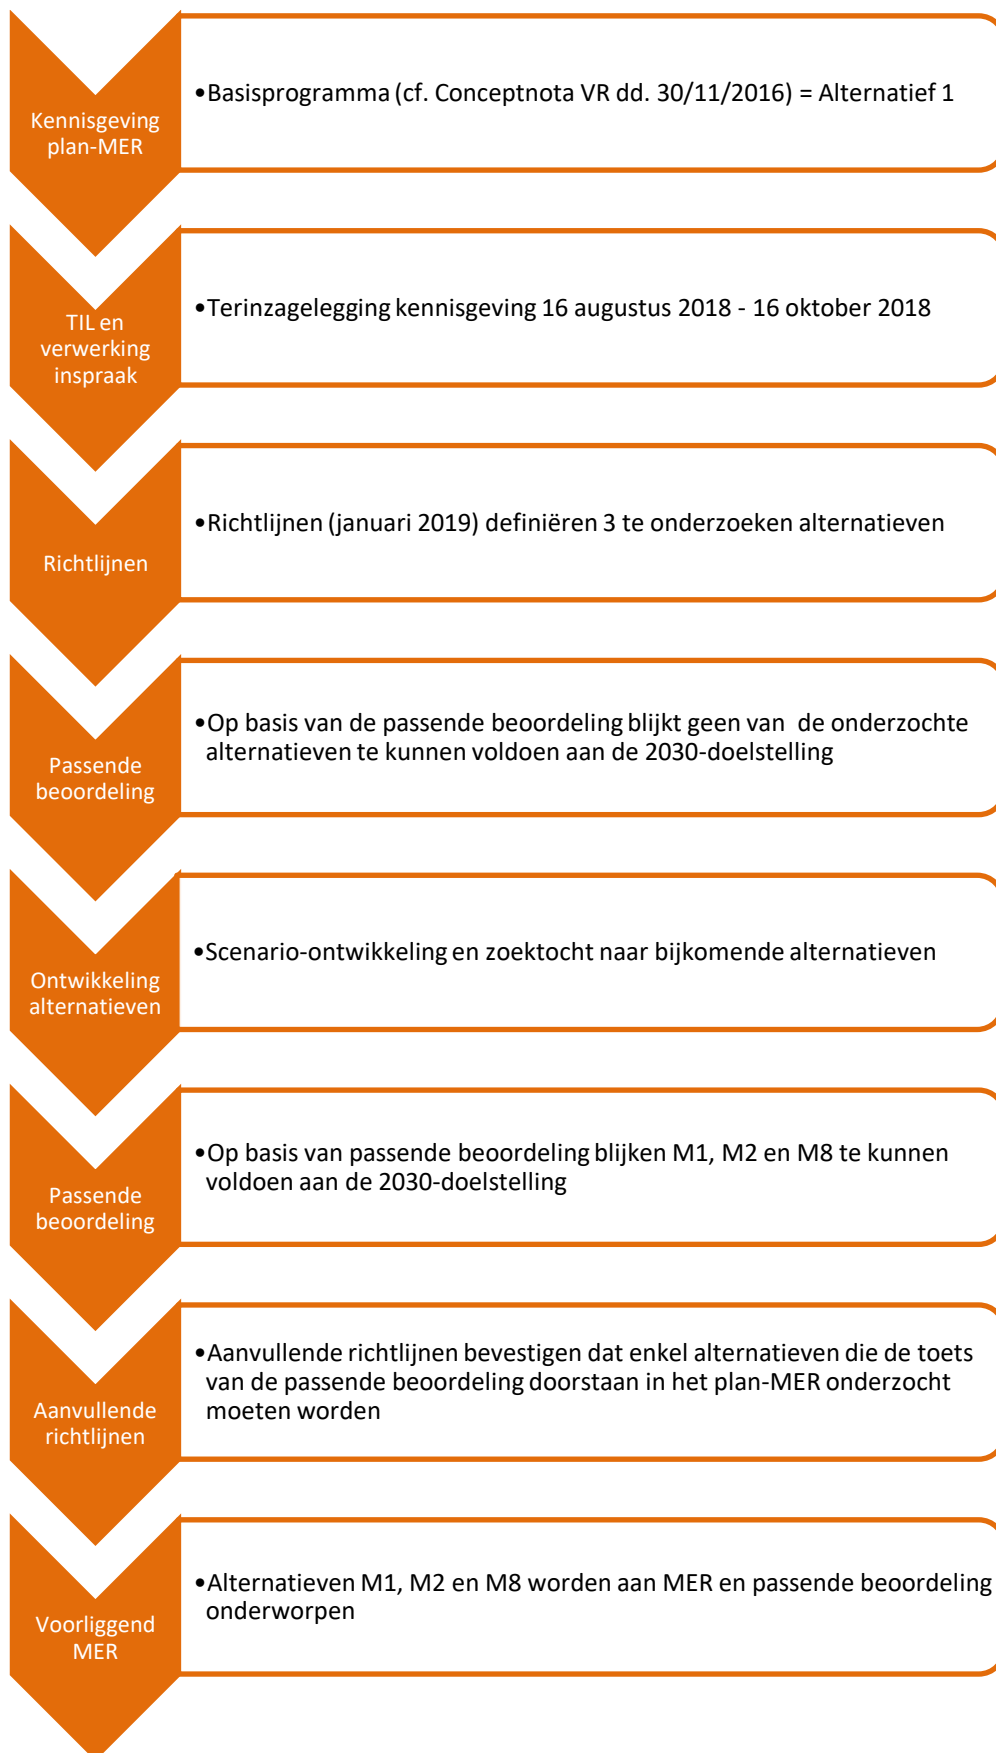 Kennisgeving
plan-MER
•Basisprogramma (cf. Conceptnota VR dd. 30/11/2016) = Alternatief 1
TIL en
verwerking
inspraak
•Terinzagelegging kennisgeving 16 augustus 2018 - 16 oktober 2018
Richtlijnen
•Richtlijnen (januari 2019) definiëren 3 te onderzoeken alternatieven
Passende
beoordeling
•Op basis van de passende beoordeling blijkt geen van de onderzochte
alternatieven te kunnen voldoen aan de 2030-doelstelling
Ontwikkeling
alternatieven
•Scenario-ontwikkeling en zoektocht naar bijkomende alternatieven
Passende
beoordeling
•Op basis van passende beoordeling blijken M1, M2 en M8 te kunnen
voldoen aan de 2030-doelstelling
Aanvullende
richtlijnen
•Aanvullende richtlijnen bevestigen dat enkel alternatieven die de toets
van de passende beoordeling doorstaan in het plan-MER onderzocht
moeten worden
Voorliggend
MER
•Alternatieven M1, M2 en M8 worden aan MER en passende beoordeling
onderworpen